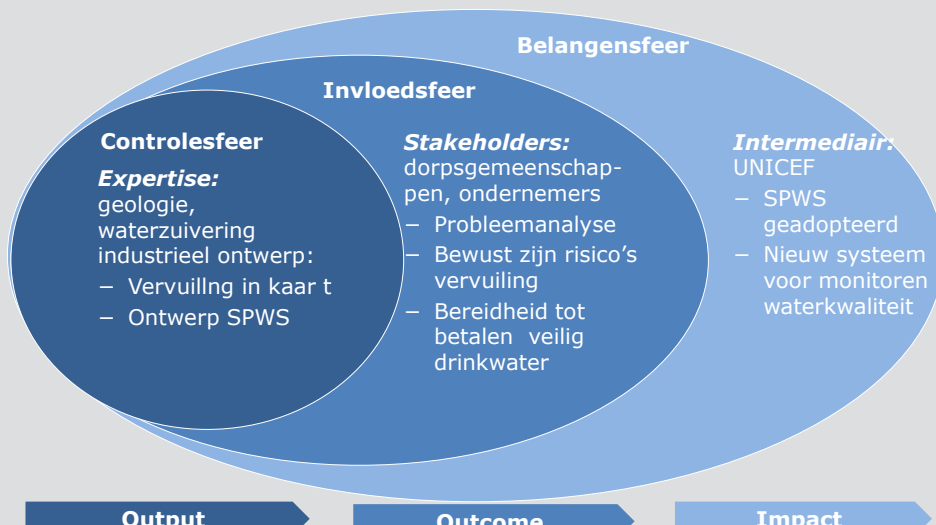 Belangensfeer
Invloedsfeer
Controlesfeer
Expertise:
geologie,
waterzuivering
industrieel ontwerp:
– Vervuillng in kaar t
– Ontwerp SPWS
Stakeholders:
dorpsgemeenschap-
pen, ondernemers
– Probleemanalyse
– Bewust zijn risico's
vervuiling
– Bereidheid tot
betalen veilig
drinkwater
Intermediair:
UNICEF
– SPWS
geadopteerd
– Nieuw systeem
voor monitoren
waterkwaliteit
Output
Outcome
Impact